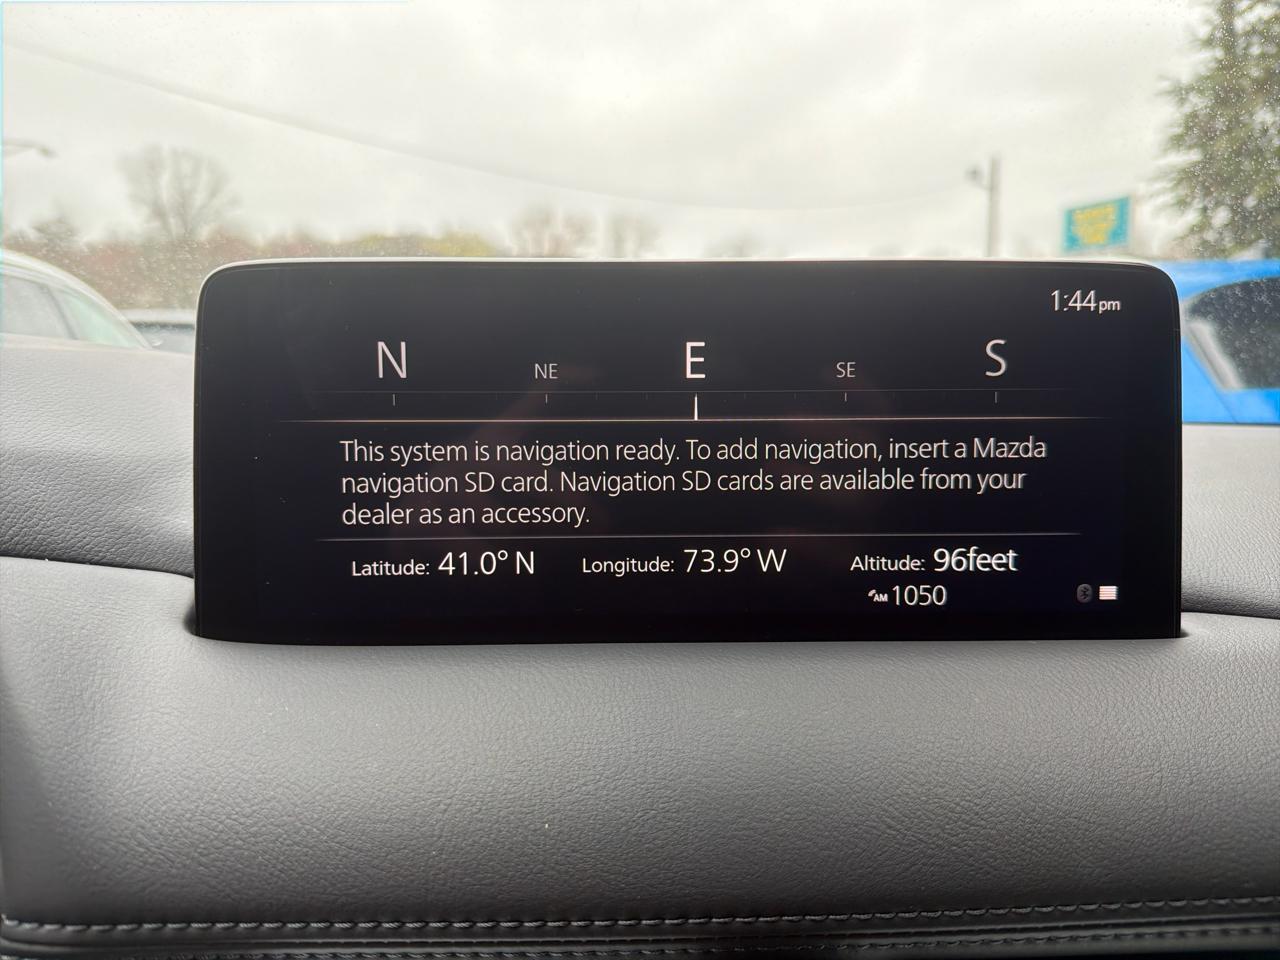 1:44pm
N NE E SE S
This system is navigation ready. To add navigation, insert a Mazda
navigation SD card. Navigation SD cards are available from your
dealer as an accessory.
Latitude: 41.0° N Longitude: 73.9° W Altitude: 96feet
AM 1050